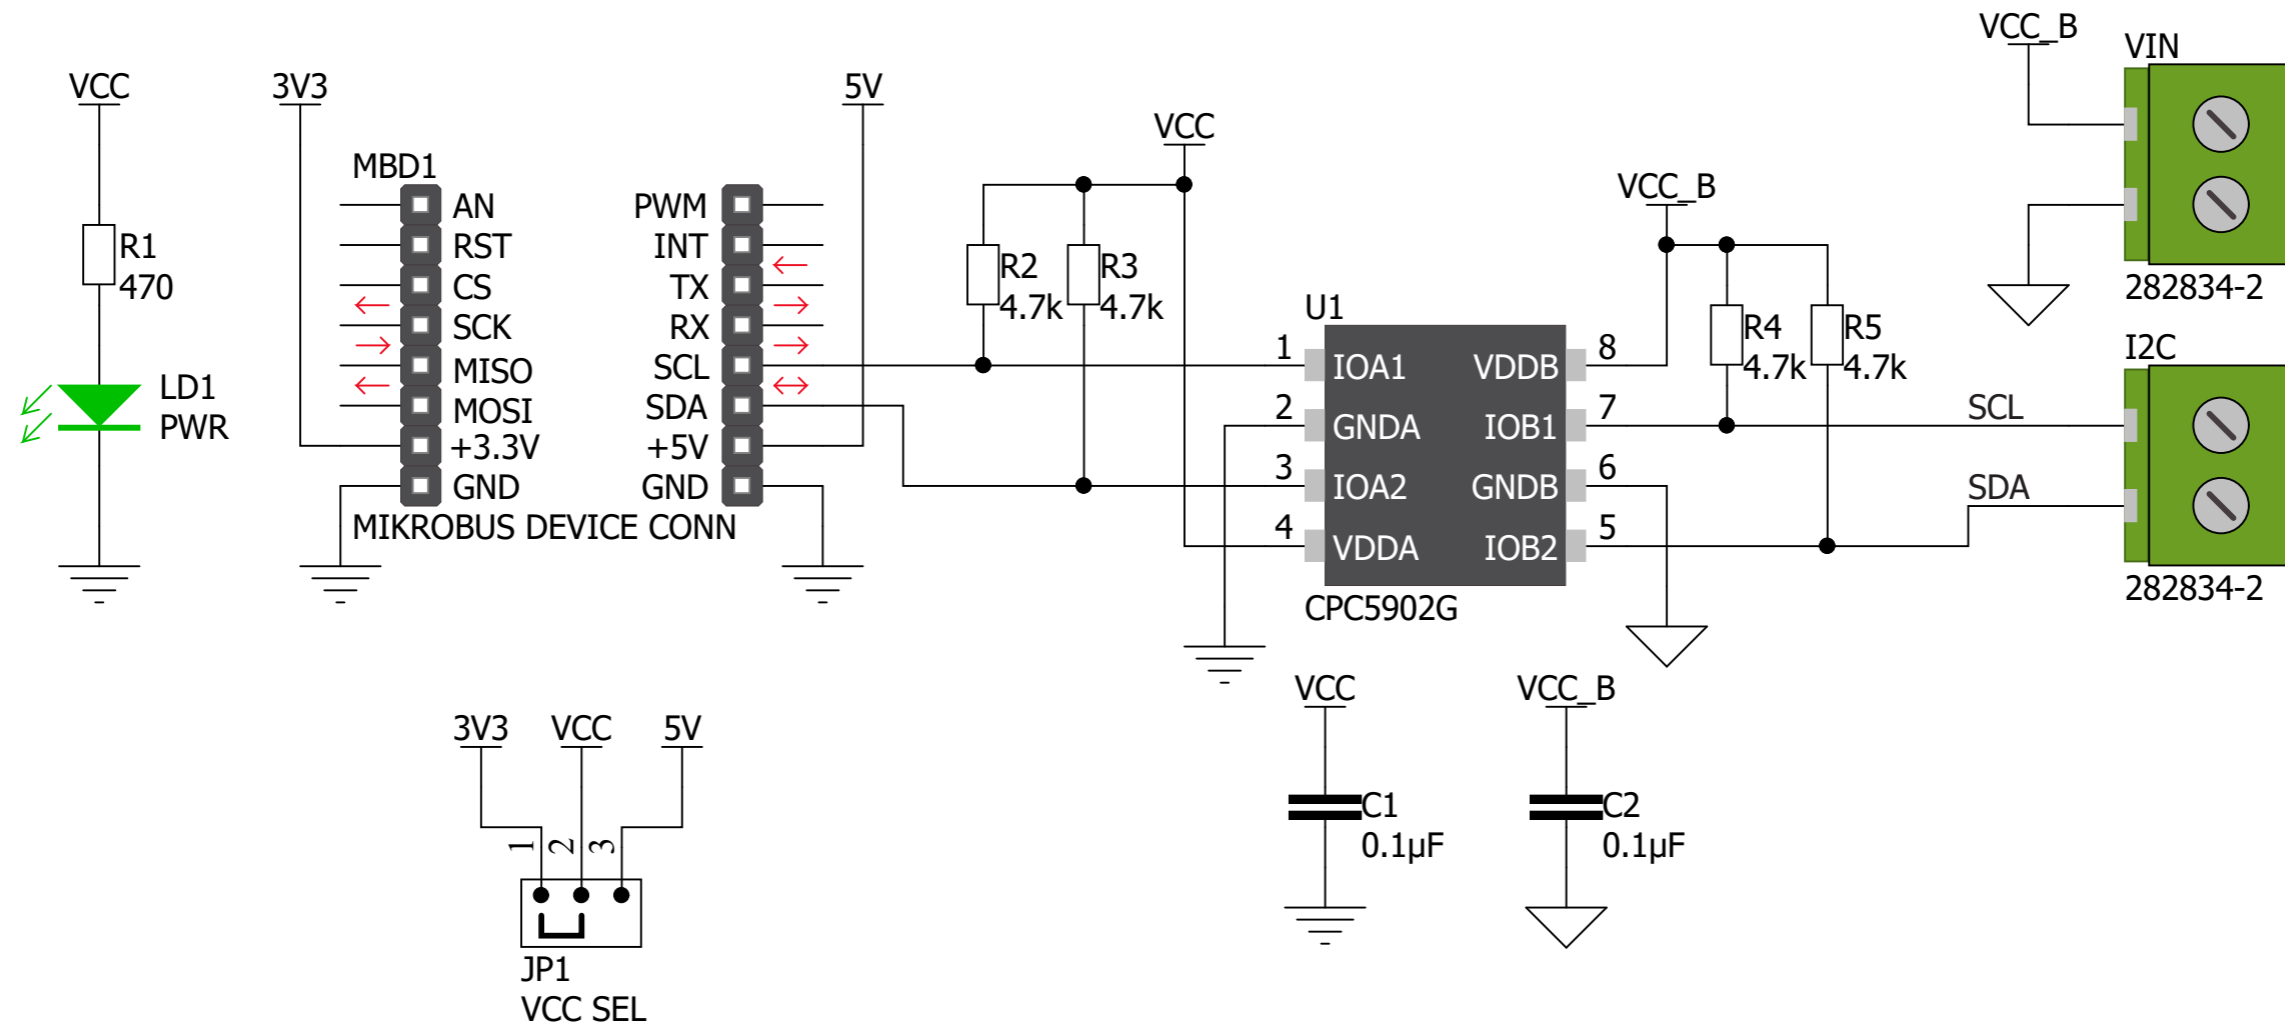 VCC
R1
470
LD1
PWR
3V3
5V
MBD1
AN
RST
CS
SCK
MISO
MOSI
+3.3V
GND
PWM
INT
TX
RX
SCL
SDA
+5V
GND
MIKROBUS DEVICE CONN
VCC
R2
4.7k
R3
4.7k
U1
1
2
3
4
IOA1
GNDA
IOA2
VDDA
VDDB
IOB1
GNDB
IOB2
8
7
6
5
CPC5902G
VCC_B
R4
4.7k
R5
4.7k
VCC_B
VIN
282834-2
I2C
SCL
SDA
282834-2
3V3
VCC
5V
1
2
3
JP1
VCC SEL
VCC
C1
0.1µF
VCC_B
C2
0.1µF